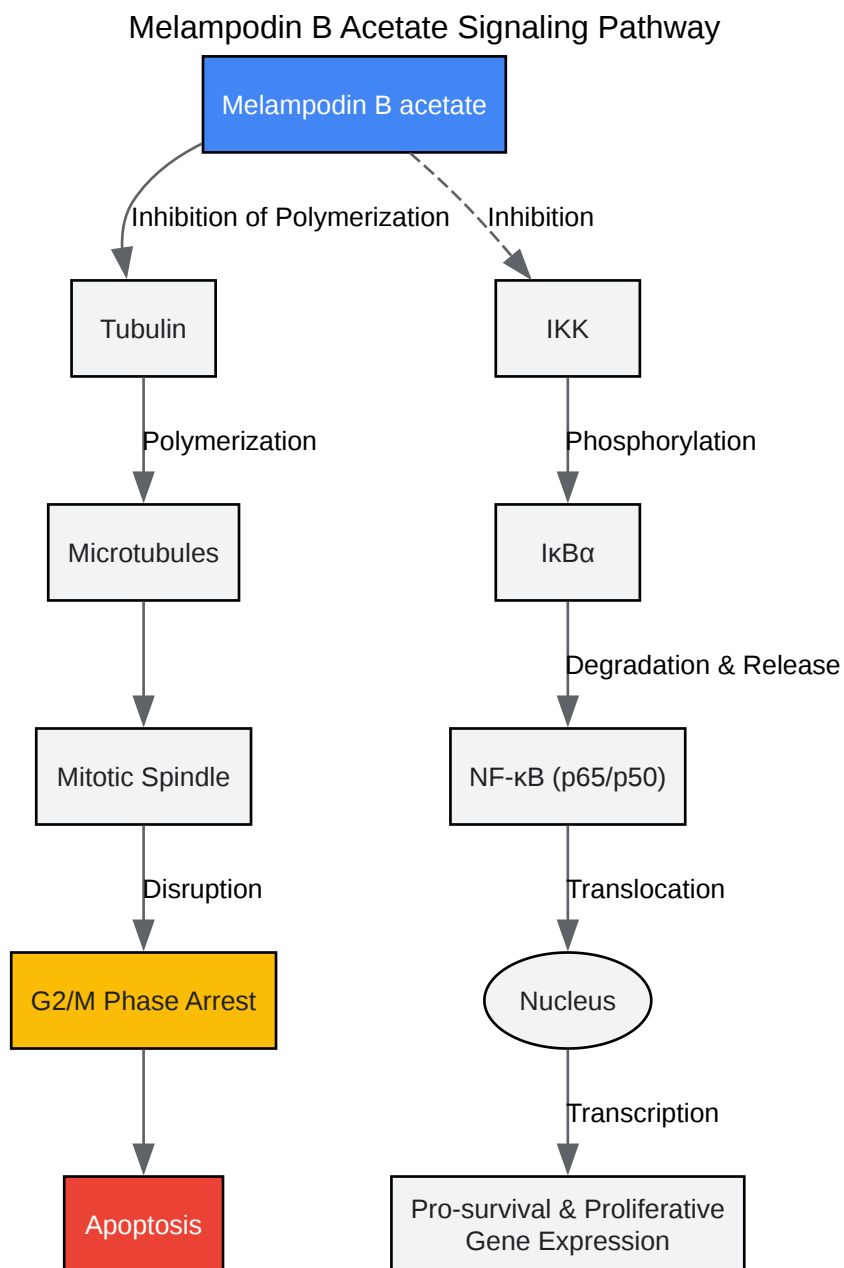 Melampodin B Acetate Signaling Pathway
Melampodin B acetate
Inhibition of Polymerization
Inhibition
Tubulin
IKK
Polymerization
Phosphorylation
Microtubules
IκBα
Degradation & Release
Mitotic Spindle
NF-κB (p65/p50)
Disruption
Translocation
G2/M Phase Arrest
Nucleus
Transcription
Apoptosis
Pro-survival & Proliferative
Gene Expression